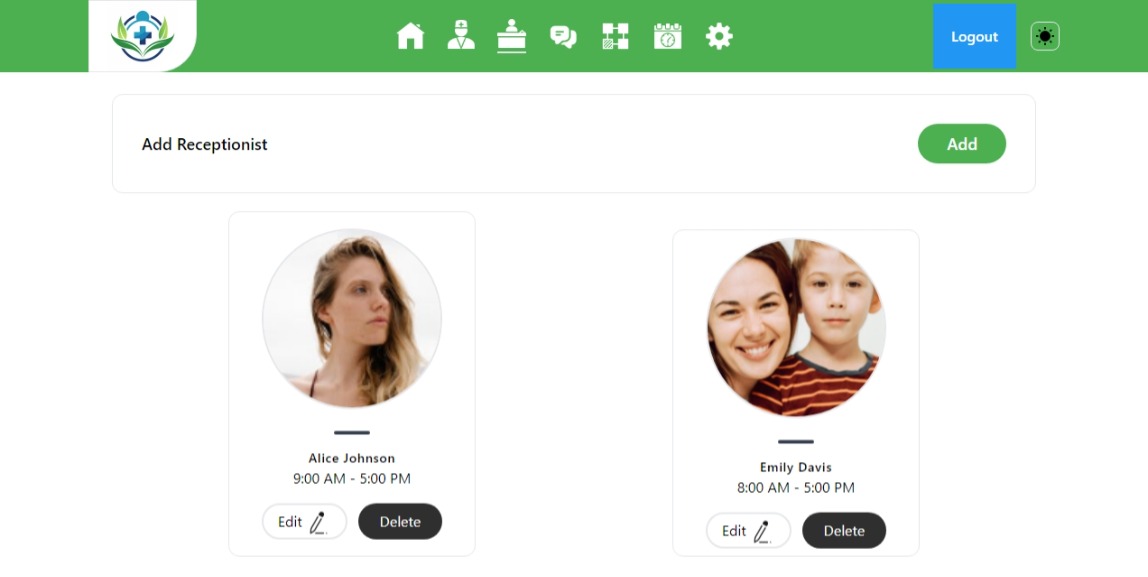 Logout
Add Receptionist
Add
Alice Johnson
9:00 AM - 5:00 PM
Edit
Delete
Emily Davis
8:00 AM - 5:00 PM
Edit
Delete